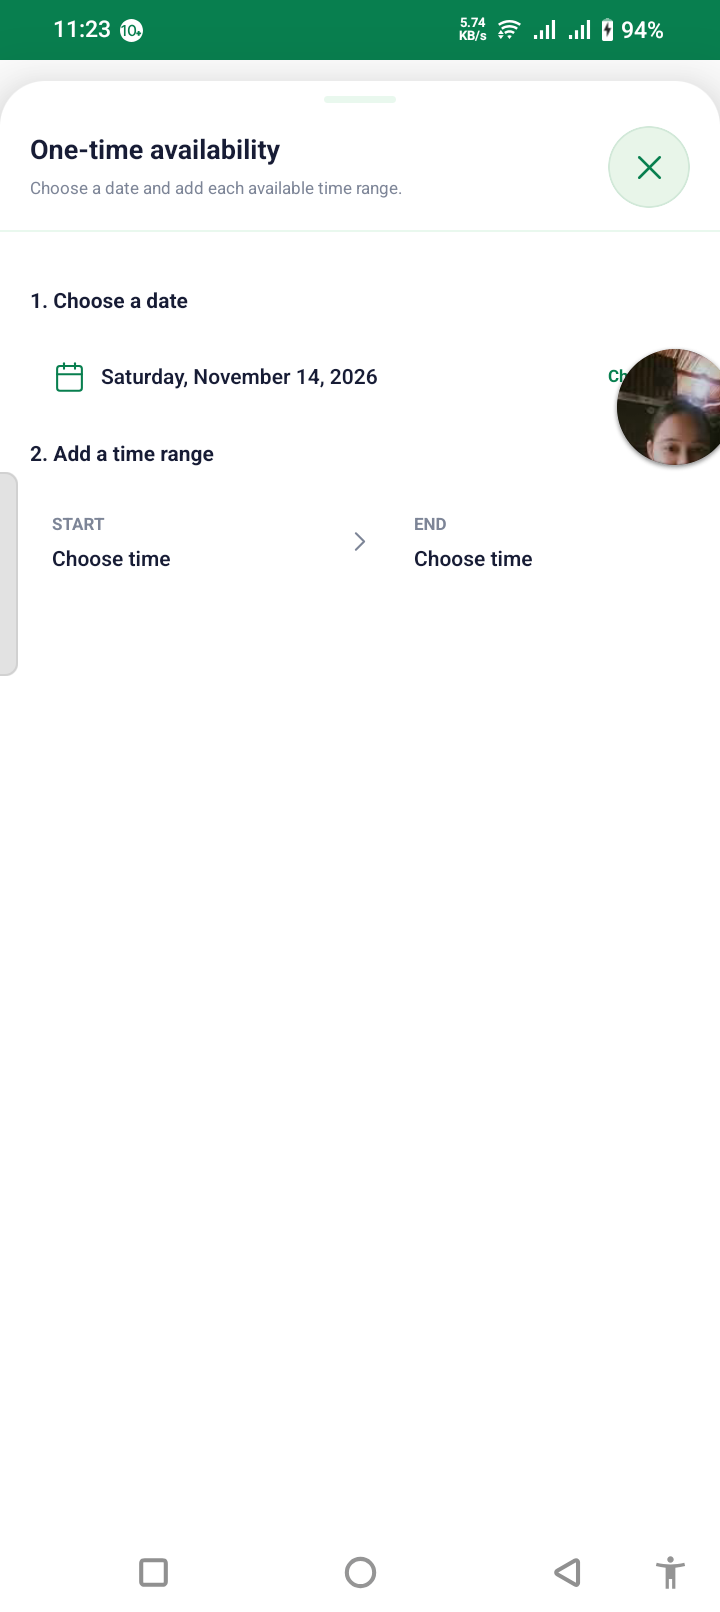 11:23
5.74
KB/s
94%
One-time availability
Choose a date and add each available time range.
1. Choose a date
Saturday, November 14, 2026
2. Add a time range
START
END
Choose time
Choose time